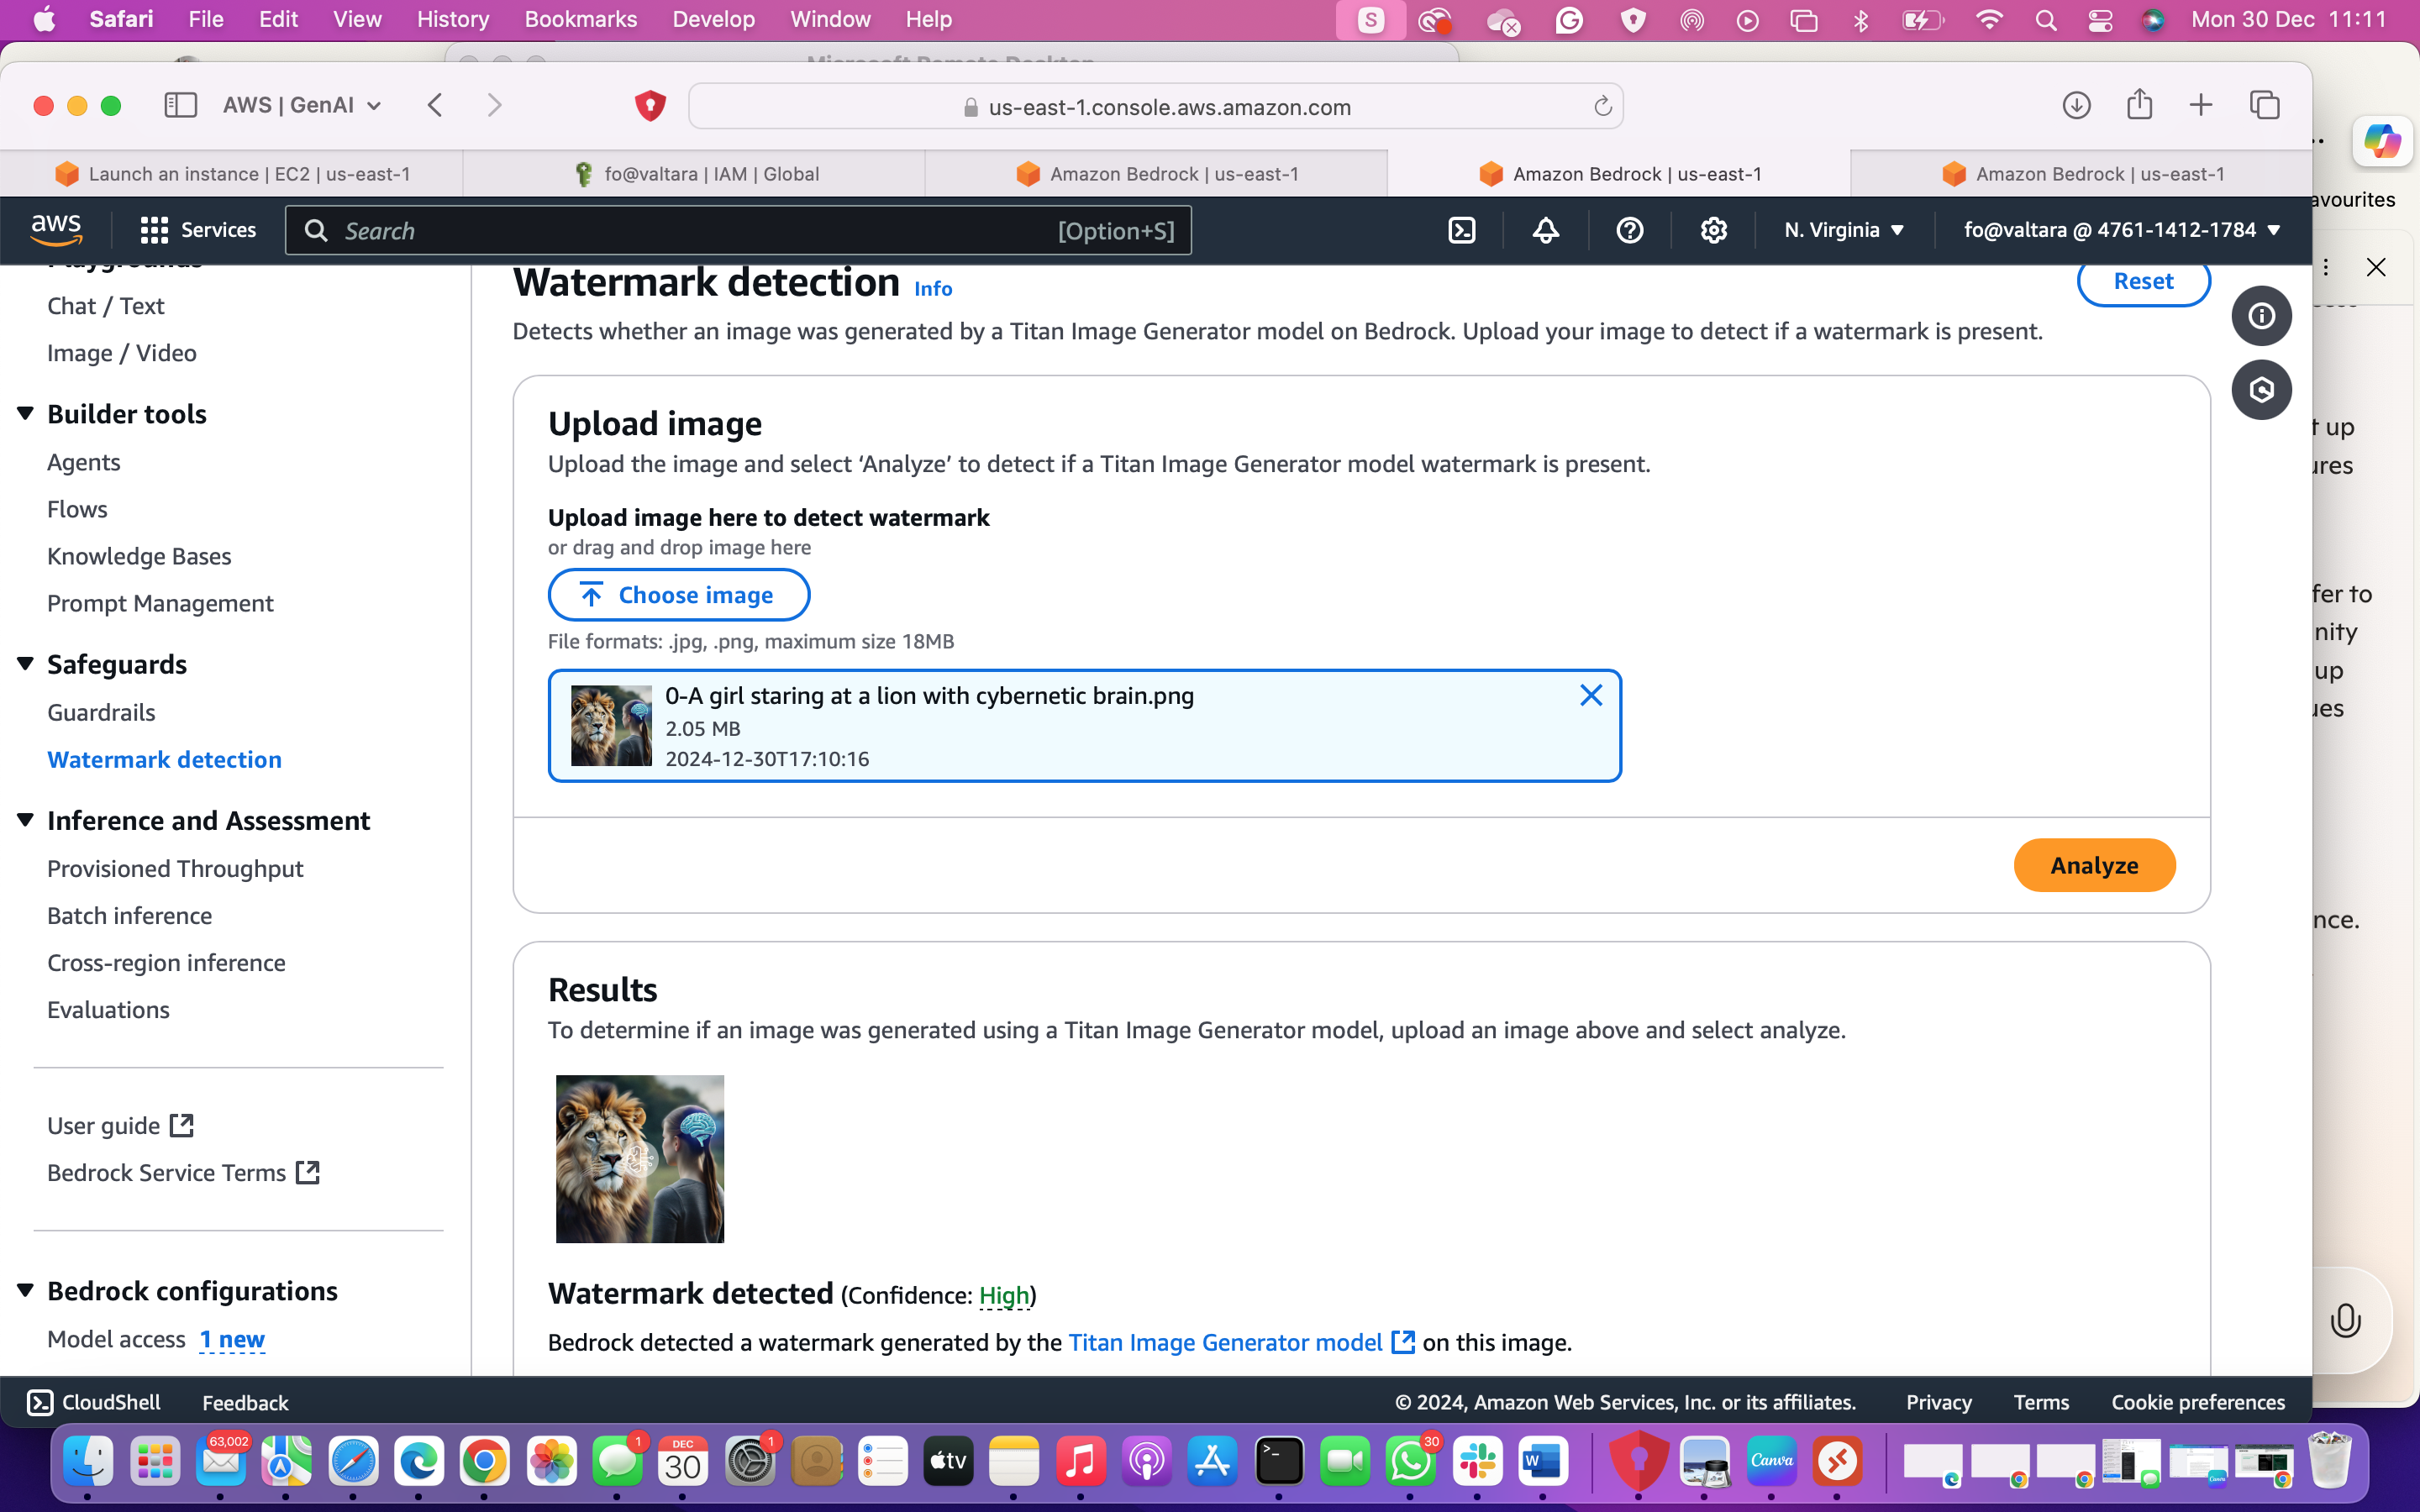 Safari File Edit View History Bookmarks Develop Window Help
S
Mon 30 Dec 11:11
Microsoft Remote Desktop
AWS | GenAI
us-east-1.console.aws.amazon.com
Launch an instance | EC2 | us-east-1
fo@valtara | IAM | Global
Amazon Bedrock | us-east-1
Amazon Bedrock | us-east-1
Amazon Bedrock | us-east-1
avourites
aws
Services
Search
[Option+S]
N. Virginia
fo@valtara @ 4761-1412-1784
Playgrounds
Chat / Text
Image / Video
Builder tools
Agents
Flows
Knowledge Bases
Prompt Management
Safeguards
Guardrails
Watermark detection
Inference and Assessment
Provisioned Throughput
Batch inference
Cross-region inference
Evaluations
User guide
Bedrock Service Terms
Bedrock configurations
Model access 1 new
Watermark detection Info
Reset
Detects whether an image was generated by a Titan Image Generator model on Bedrock. Upload your image to detect if a watermark is present.
Upload image
Upload the image and select ‘Analyze’ to detect if a Titan Image Generator model watermark is present.
Upload image here to detect watermark
or drag and drop image here
Choose image
File formats: .jpg, .png, maximum size 18MB
0-A girl staring at a lion with cybernetic brain.png
2.05 MB
2024-12-30T17:10:16
Analyze
Results
To determine if an image was generated using a Titan Image Generator model, upload an image above and select analyze.
Watermark detected (Confidence: High)
Bedrock detected a watermark generated by the Titan Image Generator model on this image.
t up
ures
fer to
nity
up
ues
nce.
CloudShell
Feedback
© 2024, Amazon Web Services, Inc. or its affiliates.
Privacy
Terms
Cookie preferences
63,002
1
DEC
30
1
tv
30
W
Canva